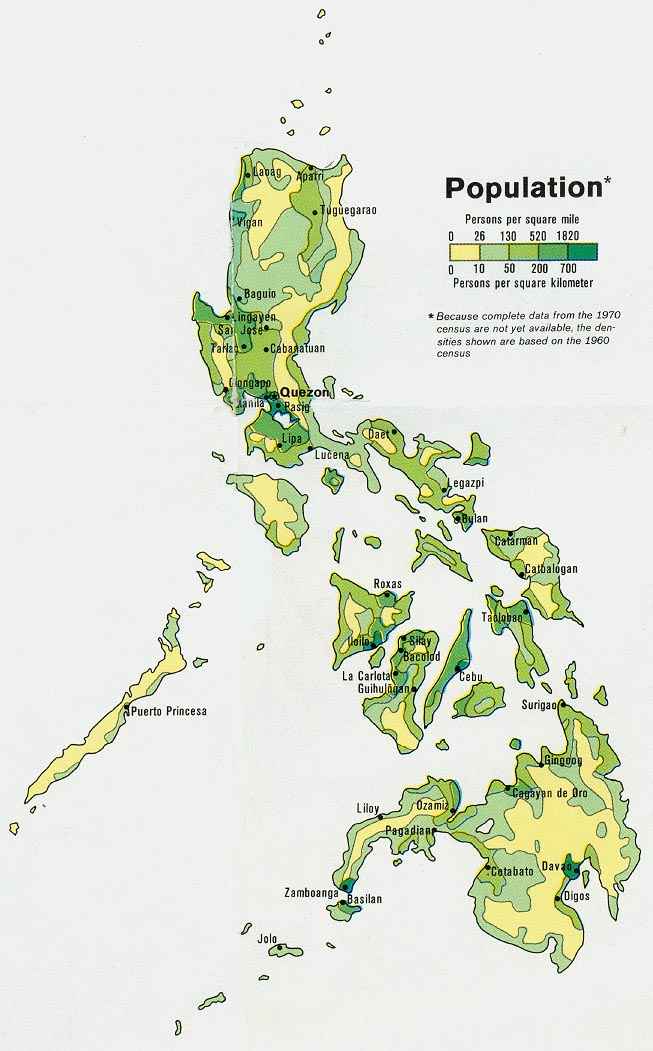 Laoag
Aparri
Tuguegarao
Vigan
Population*
Persons per square mile
0 26 130 520 1820
0 10 50 200 700
Persons per square kilometer
* Because complete data from the 1970
census are not yet available, the den-
sities shown are based on the 1960
census
Baguio
Lingayen
San Jose
Tarlac
Cabanatuan
Olongapo
Quezon
Manila
Pasig
Daet
Lipa
Lucena
Legazpi
Bulan
Catarman
Catbalogan
Roxas
Tacloban
Iloilo
Silay
Bacolod
La Carlota
Cebu
Guihulngan
Surigao
Puerto Princesa
Gingoog
Cagayan de Oro
Ozamiz
Liloy
Pagadian
Davao
Cotabato
Digos
Zamboanga
Basilan
Jolo